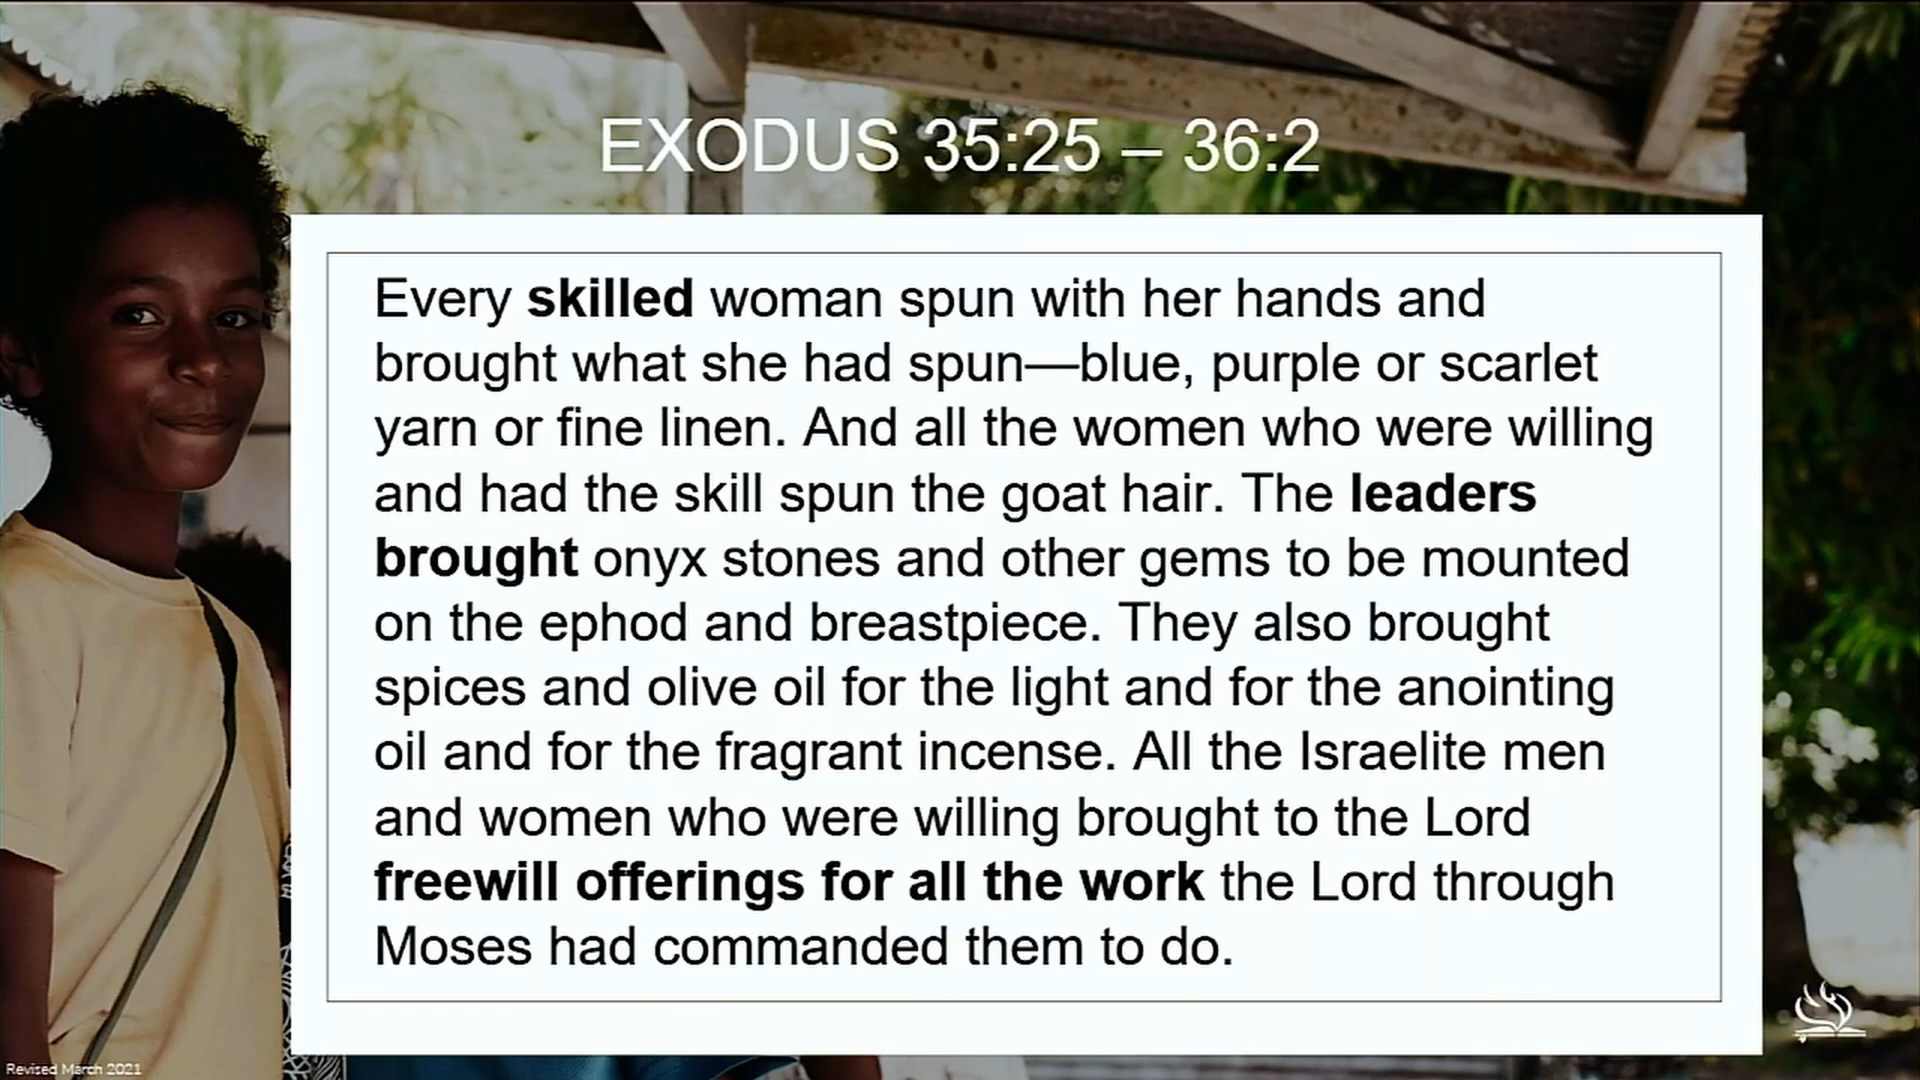 EXODUS 35:25 – 36:2
Every skilled woman spun with her hands and
brought what she had spun—blue, purple or scarlet
yarn or fine linen. And all the women who were willing
and had the skill spun the goat hair. The leaders
brought onyx stones and other gems to be mounted
on the ephod and breastpiece. They also brought
spices and olive oil for the light and for the anointing
oil and for the fragrant incense. All the Israelite men
and women who were willing brought to the Lord
freewill offerings for all the work the Lord through
Moses had commanded them to do.
Revised March 2021